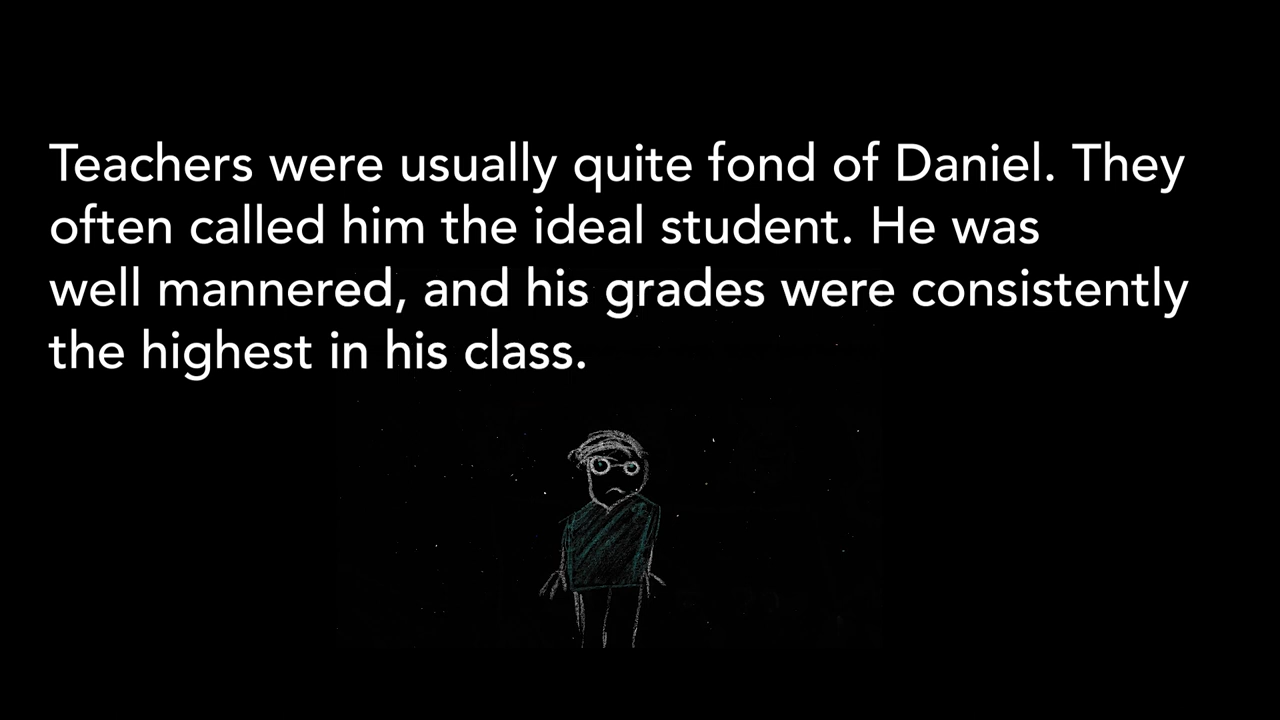 Teachers were usually quite fond of Daniel. They
often called him the ideal student. He was
well mannered, and his grades were consistently
the highest in his class.